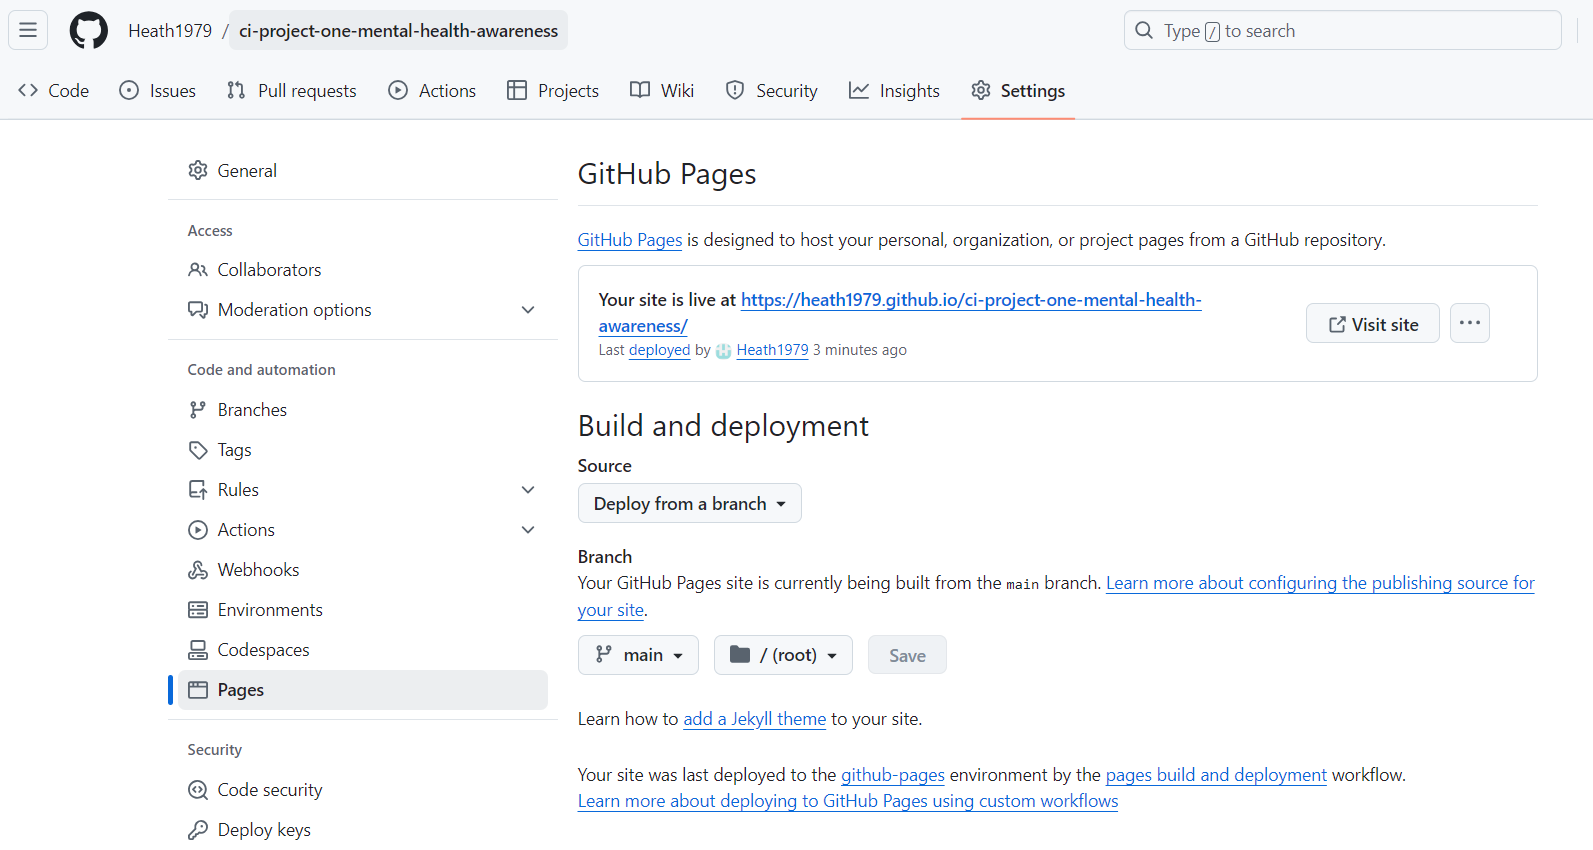 Heath1979 / ci-project-one-mental-health-awareness
Type / to search
Code Issues Pull requests Actions Projects Wiki Security Insights Settings
General
Access
Collaborators
Moderation options
Code and automation
Branches
Tags
Rules
Actions
Webhooks
Environments
Codespaces
Pages
Security
Code security
Deploy keys
GitHub Pages
GitHub Pages is designed to host your personal, organization, or project pages from a GitHub repository.
Your site is live at https://heath1979.github.io/ci-project-one-mental-health-
awareness/
Last deployed by Heath1979 3 minutes ago
Visit site
...
Build and deployment
Source
Deploy from a branch
Branch
Your GitHub Pages site is currently being built from the main branch. Learn more about configuring the publishing source for
your site.
main / (root) Save
Learn how to add a Jekyll theme to your site.
Your site was last deployed to the github-pages environment by the pages build and deployment workflow.
Learn more about deploying to GitHub Pages using custom workflows